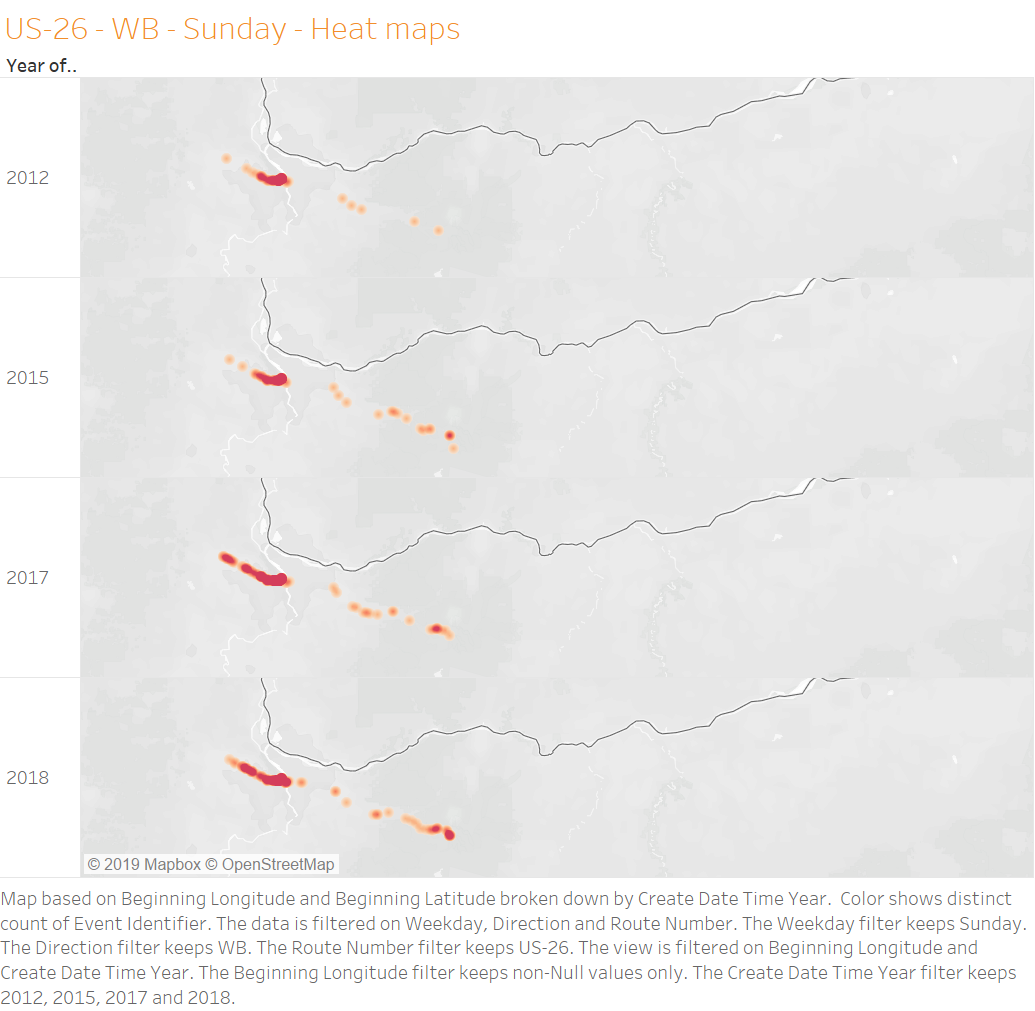 US-26 - WB - Sunday - Heat maps
Year of..
2012
2015
2017
2018
© 2019 Mapbox © OpenStreetMap
Map based on Beginning Longitude and Beginning Latitude broken down by Create Date Time Year.  Color shows distinct
count of Event Identifier. The data is filtered on Weekday, Direction and Route Number. The Weekday filter keeps Sunday.
The Direction filter keeps WB. The Route Number filter keeps US-26. The view is filtered on Beginning Longitude and
Create Date Time Year. The Beginning Longitude filter keeps non-Null values only. The Create Date Time Year filter keeps
2012, 2015, 2017 and 2018.